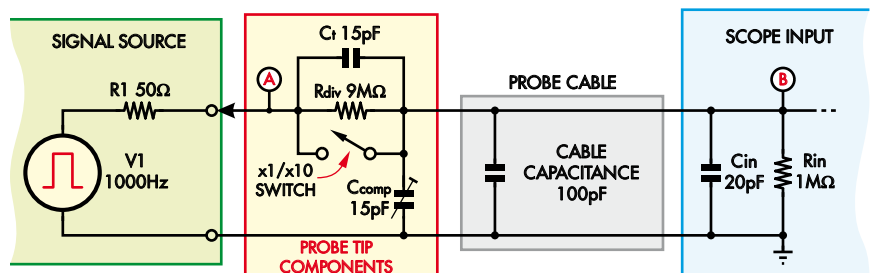 SIGNAL SOURCE
R1 50Ω
V1
1000Hz
Ct 15pF
A
Rdiv 9MΩ
x1/x10
SWITCH
Ccomp
15pF
PROBE TIP
COMPONENTS
PROBE CABLE
CABLE
CAPACITANCE
100pF
SCOPE INPUT
B
Cin
20pF
Rin
1MΩ